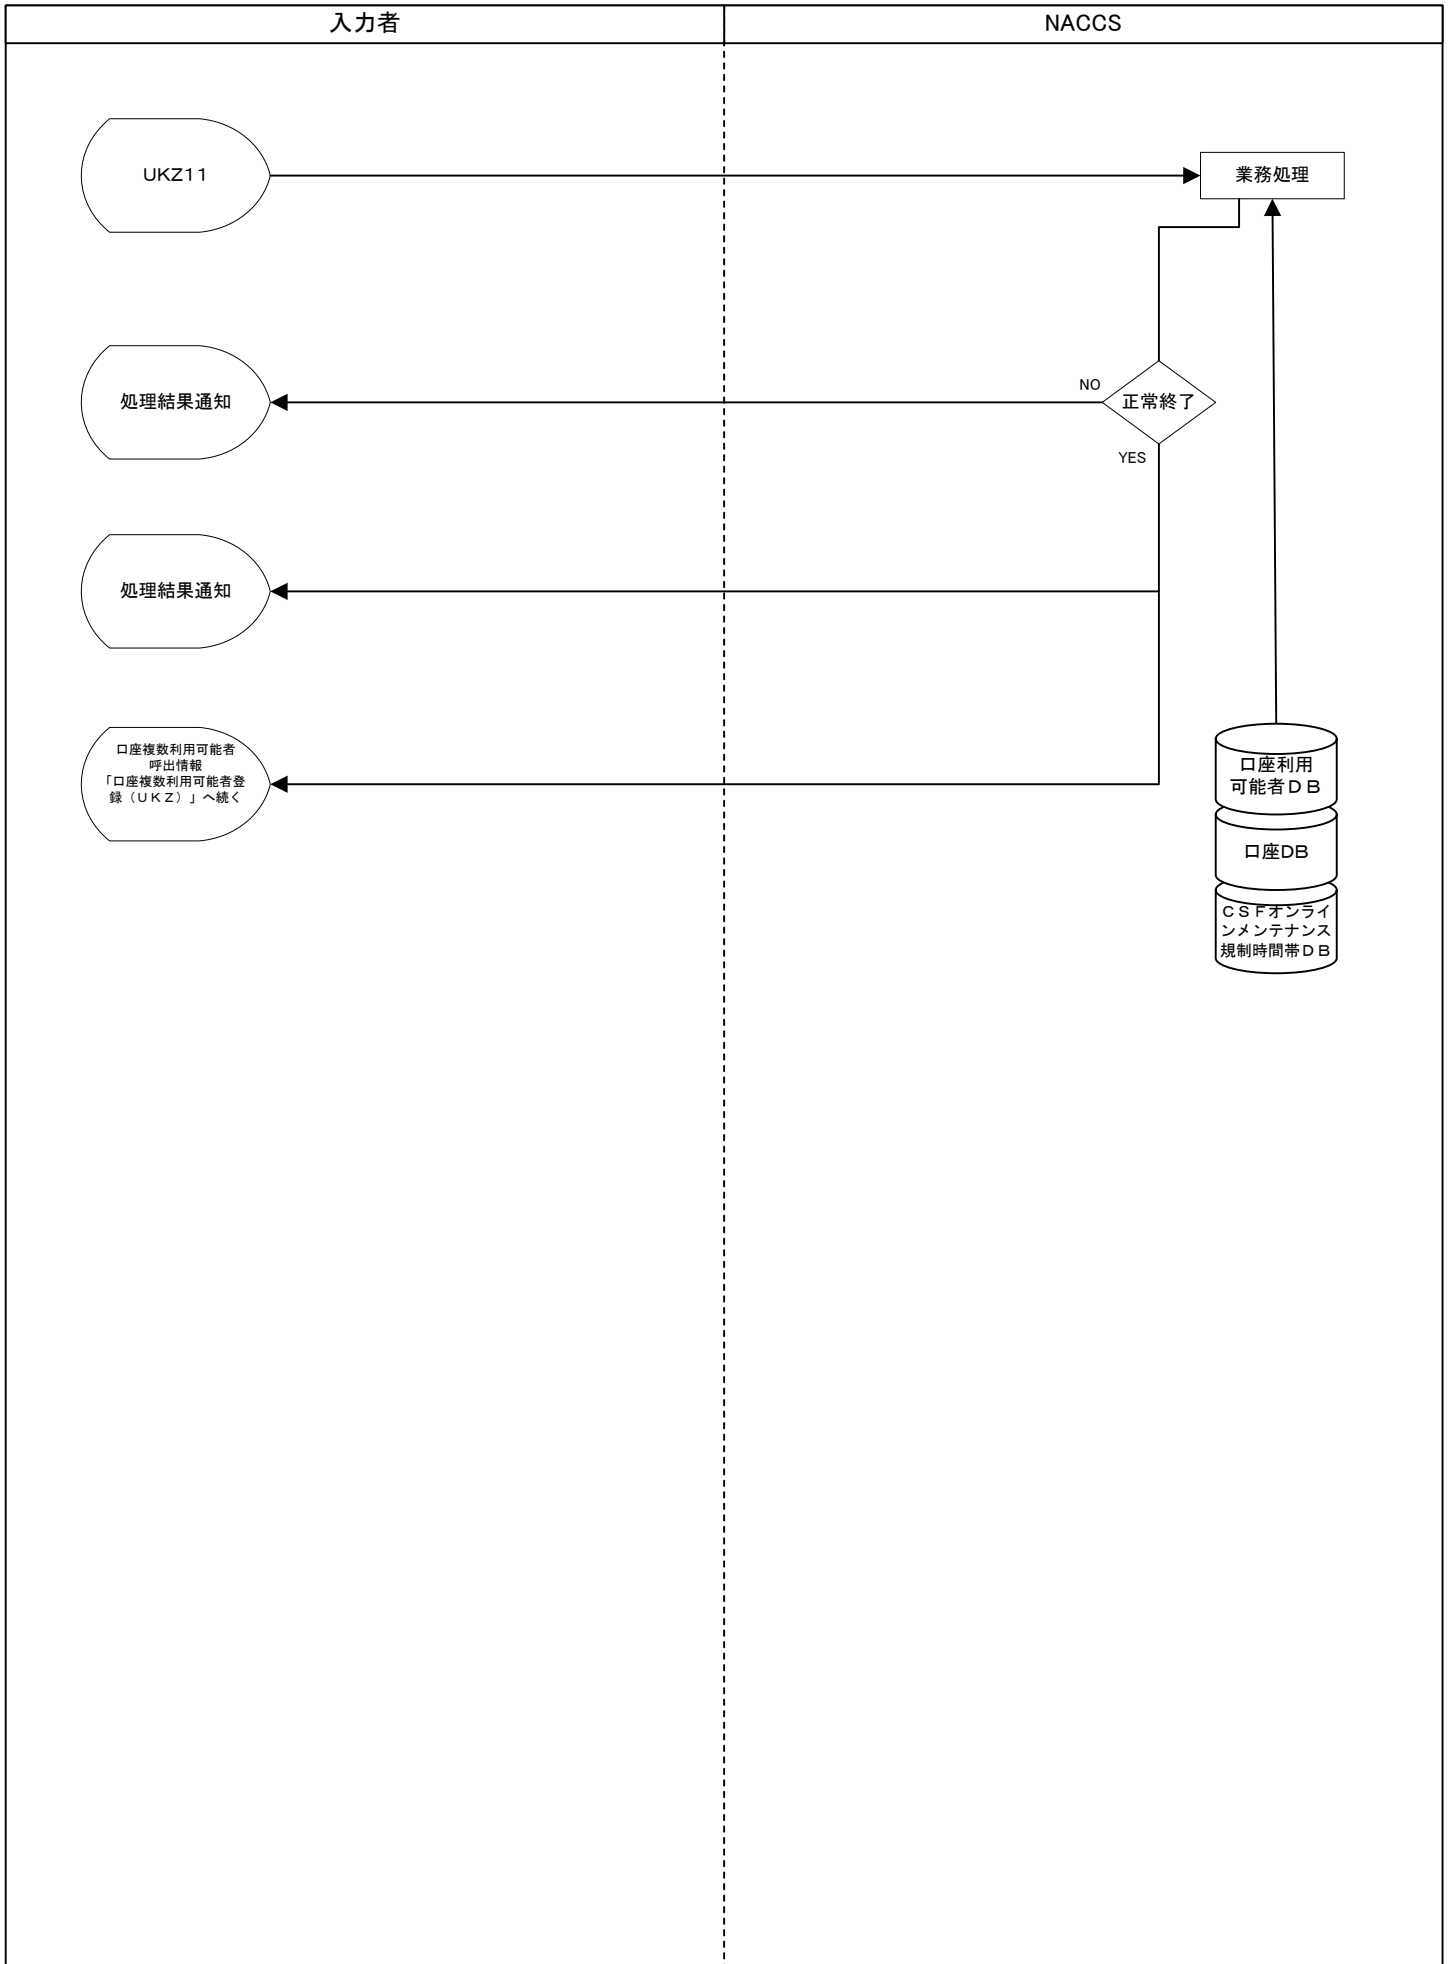 入力者
NACCS
UKZ11
業務処理
処理結果通知
NO
正常終了
YES
処理結果通知
口座複数利用可能者
呼出情報
「口座複数利用可能者登
録（ＵＫＺ）」へ続く
口座利用
可能者ＤＢ
口座DB
ＣＳＦオンライ
ンメンテナンス
規制時間帯ＤＢ